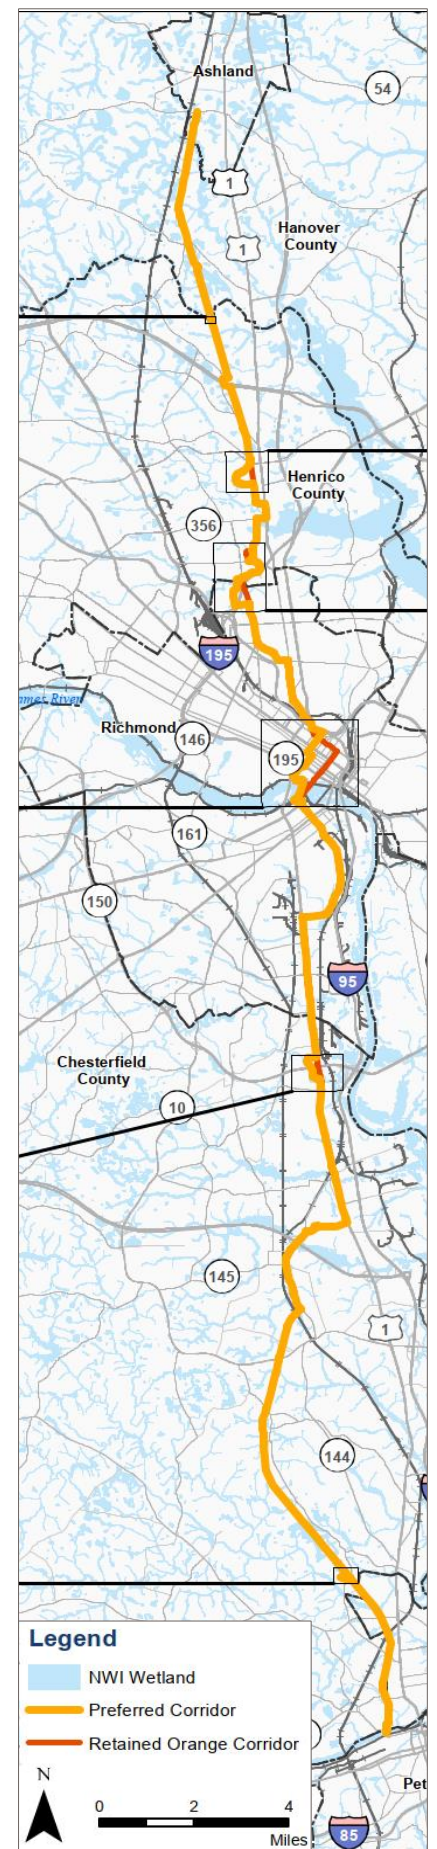 Ashland
54
1
Hanover
County
1
Henrico
County
356
195
James River
Richmond
146
195
161
150
95
Chesterfield
County
10
145
1
144
Legend
NWI Wetland
Preferred Corridor
Retained Orange Corridor
N
0 2 4
Miles
Pet
85